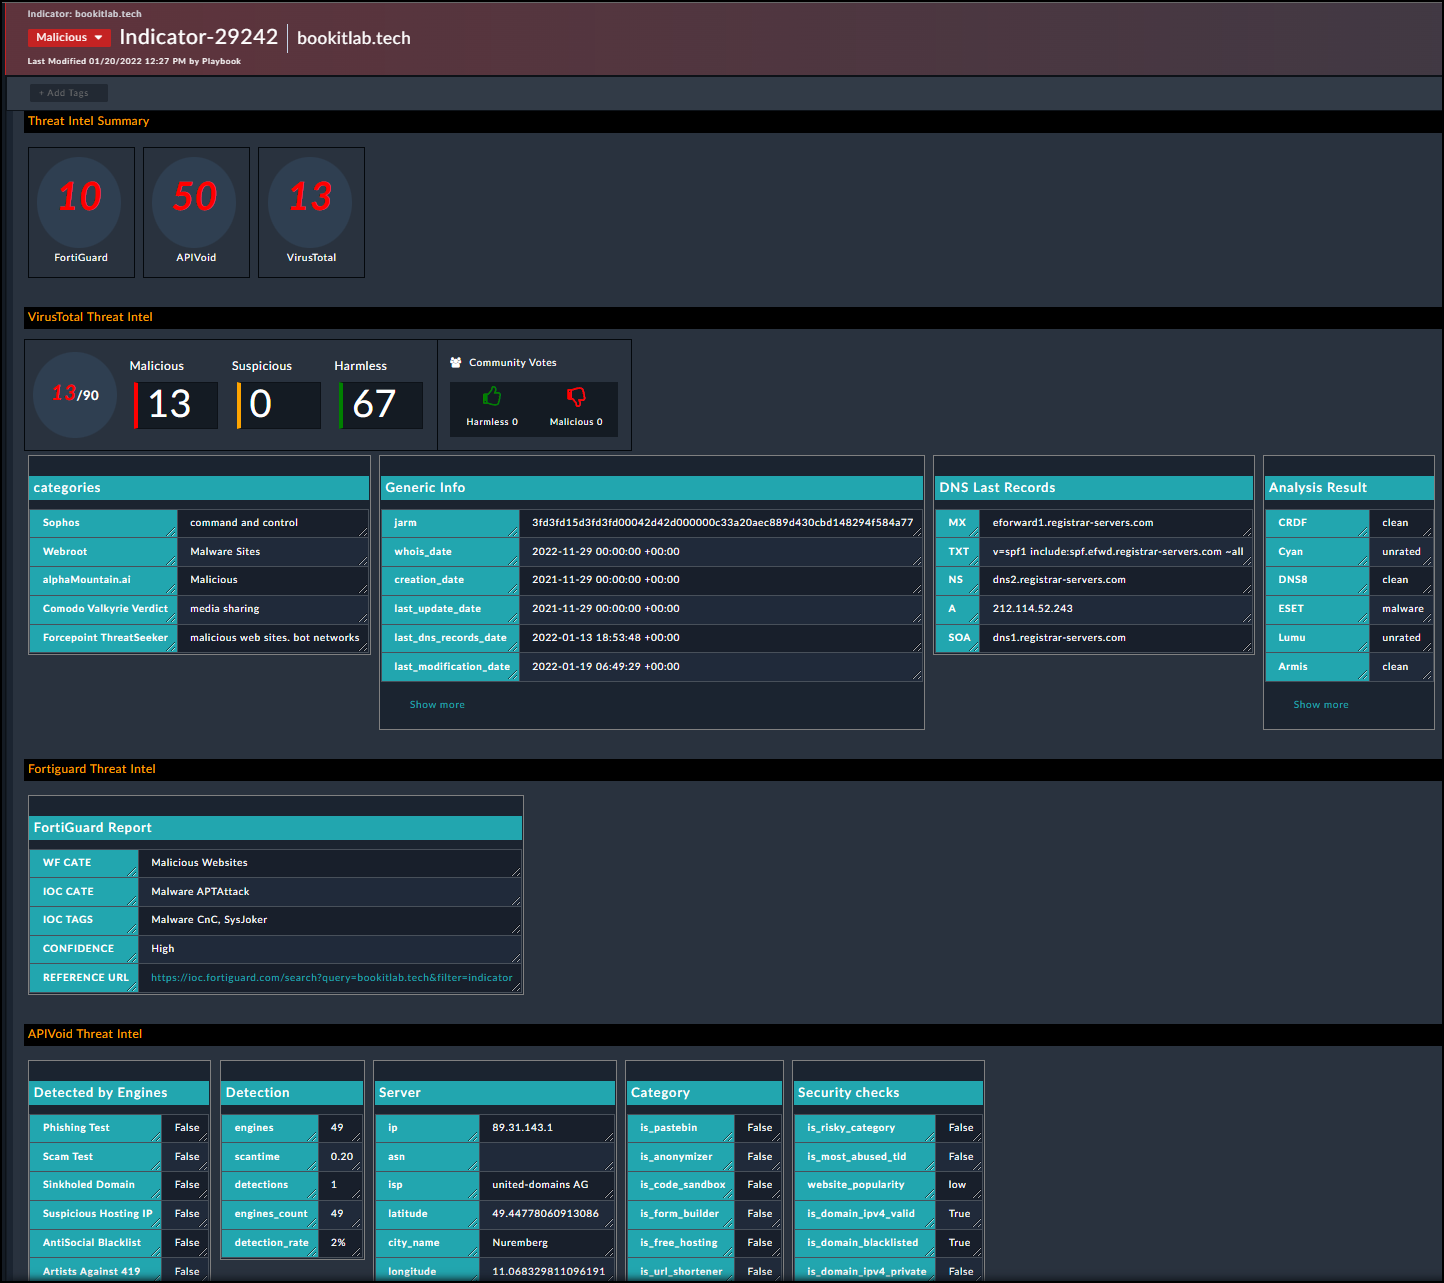 Indicator: bookitlab.tech
Malicious Indicator-29242 bookitlab.tech
Last Modified 01/20/2022 12:27 PM by Playbook
+ Add Tags
Threat Intel Summary
10 50 13
FortiGuard APIVoid VirusTotal
VirusTotal Threat Intel
13/90
Malicious Suspicious Harmless
13 0 67
Community Votes
Harmless 0 Malicious 0
categories
Sophos command and control
Webroot Malware Sites
alphaMountain.ai Malicious
Comodo Valkyrie Verdict media sharing
Forcepoint ThreatSeeker malicious web sites. bot networks
Generic Info
jarm 3fd3fd15d3fd3fd00042d42d000000c33a20aec889d430cbd148294f584a77
whois_date 2022-11-29 00:00:00 +00:00
creation_date 2021-11-29 00:00:00 +00:00
last_update_date 2021-11-29 00:00:00 +00:00
last_dns_records_date 2022-01-13 18:53:48 +00:00
last_modification_date 2022-01-19 06:49:29 +00:00
Show more
DNS Last Records
MX eforward1.registrar-servers.com
TXT v=spf1 include:spf.efwd.registrar-servers.com ~all
NS dns2.registrar-servers.com
A 212.114.52.243
SOA dns1.registrar-servers.com
Analysis Result
CRDF clean
Cyan unrated
DNS8 clean
ESET malware
Lumu unrated
Armis clean
Show more
Fortiguard Threat Intel
FortiGuard Report
WF CATE Malicious Websites
IOC CATE Malware APTAttack
IOC TAGS Malware CnC, SysJoker
CONFIDENCE High
REFERENCE URL https://ioc.fortiguard.com/search?query=bookitlab.tech&filter=indicator
APIVoid Threat Intel
Detected by Engines
Phishing Test False
Scam Test False
Sinkholed Domain False
Suspicious Hosting IP False
AntiSocial Blacklist False
Artists Against 419 False
Detection
engines 49
scantime 0.20
detections 1
engines_count 49
detection_rate 2%
Server
ip 89.31.143.1
asn
isp united-domains AG
latitude 49.44778060913086
city_name Nuremberg
longitude 11.068329811096191
Category
is_pastebin False
is_anonymizer False
is_code_sandbox False
is_form_builder False
is_free_hosting False
is_url_shortener False
Security checks
is_risky_category False
is_most_abused_tld False
website_popularity low
is_domain_ipv4_valid True
is_domain_blacklisted True
is_domain_ipv4_private False